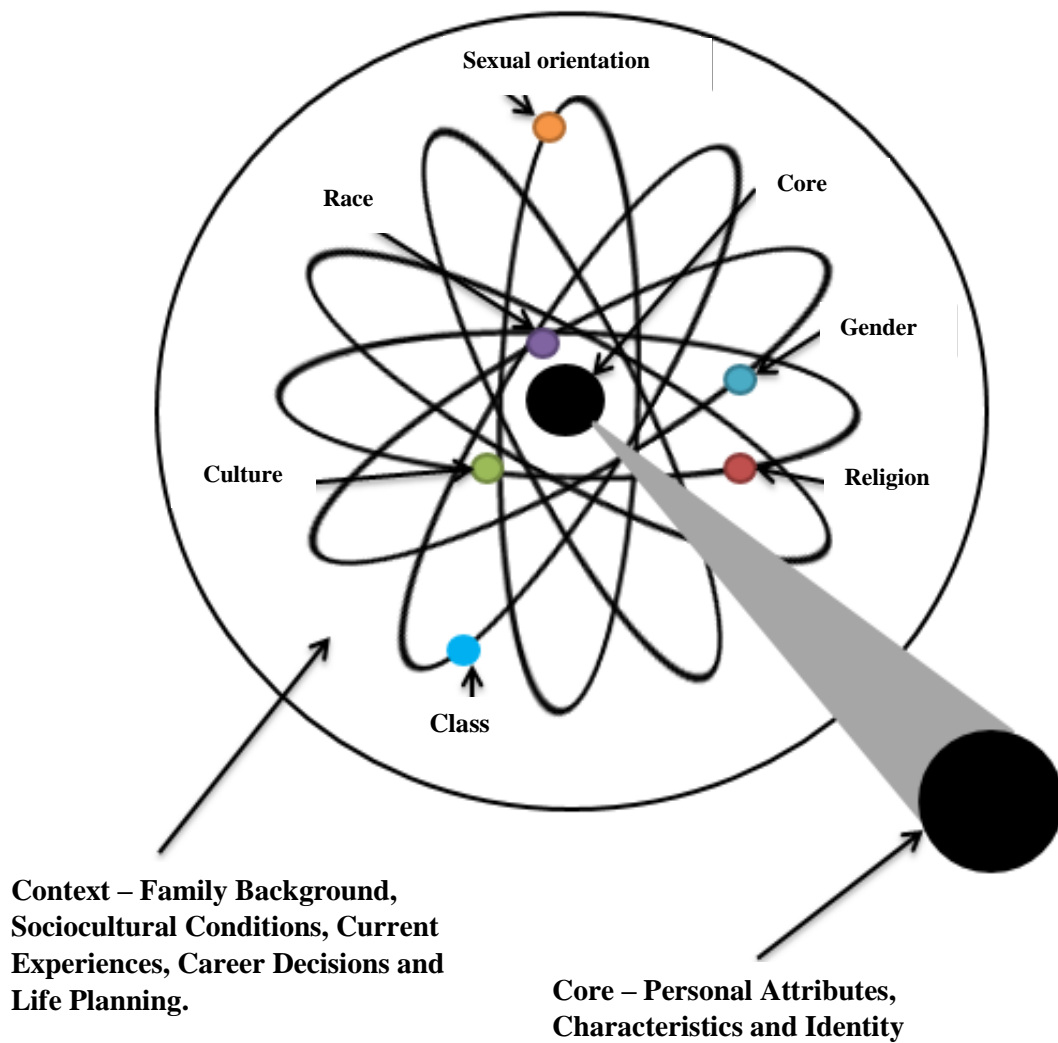 Sexual orientation
Core
Race
Gender
Culture
Religion
Class
Context – Family Background,
Sociocultural Conditions, Current
Experiences, Career Decisions and
Life Planning.
Core – Personal Attributes,
Characteristics and Identity